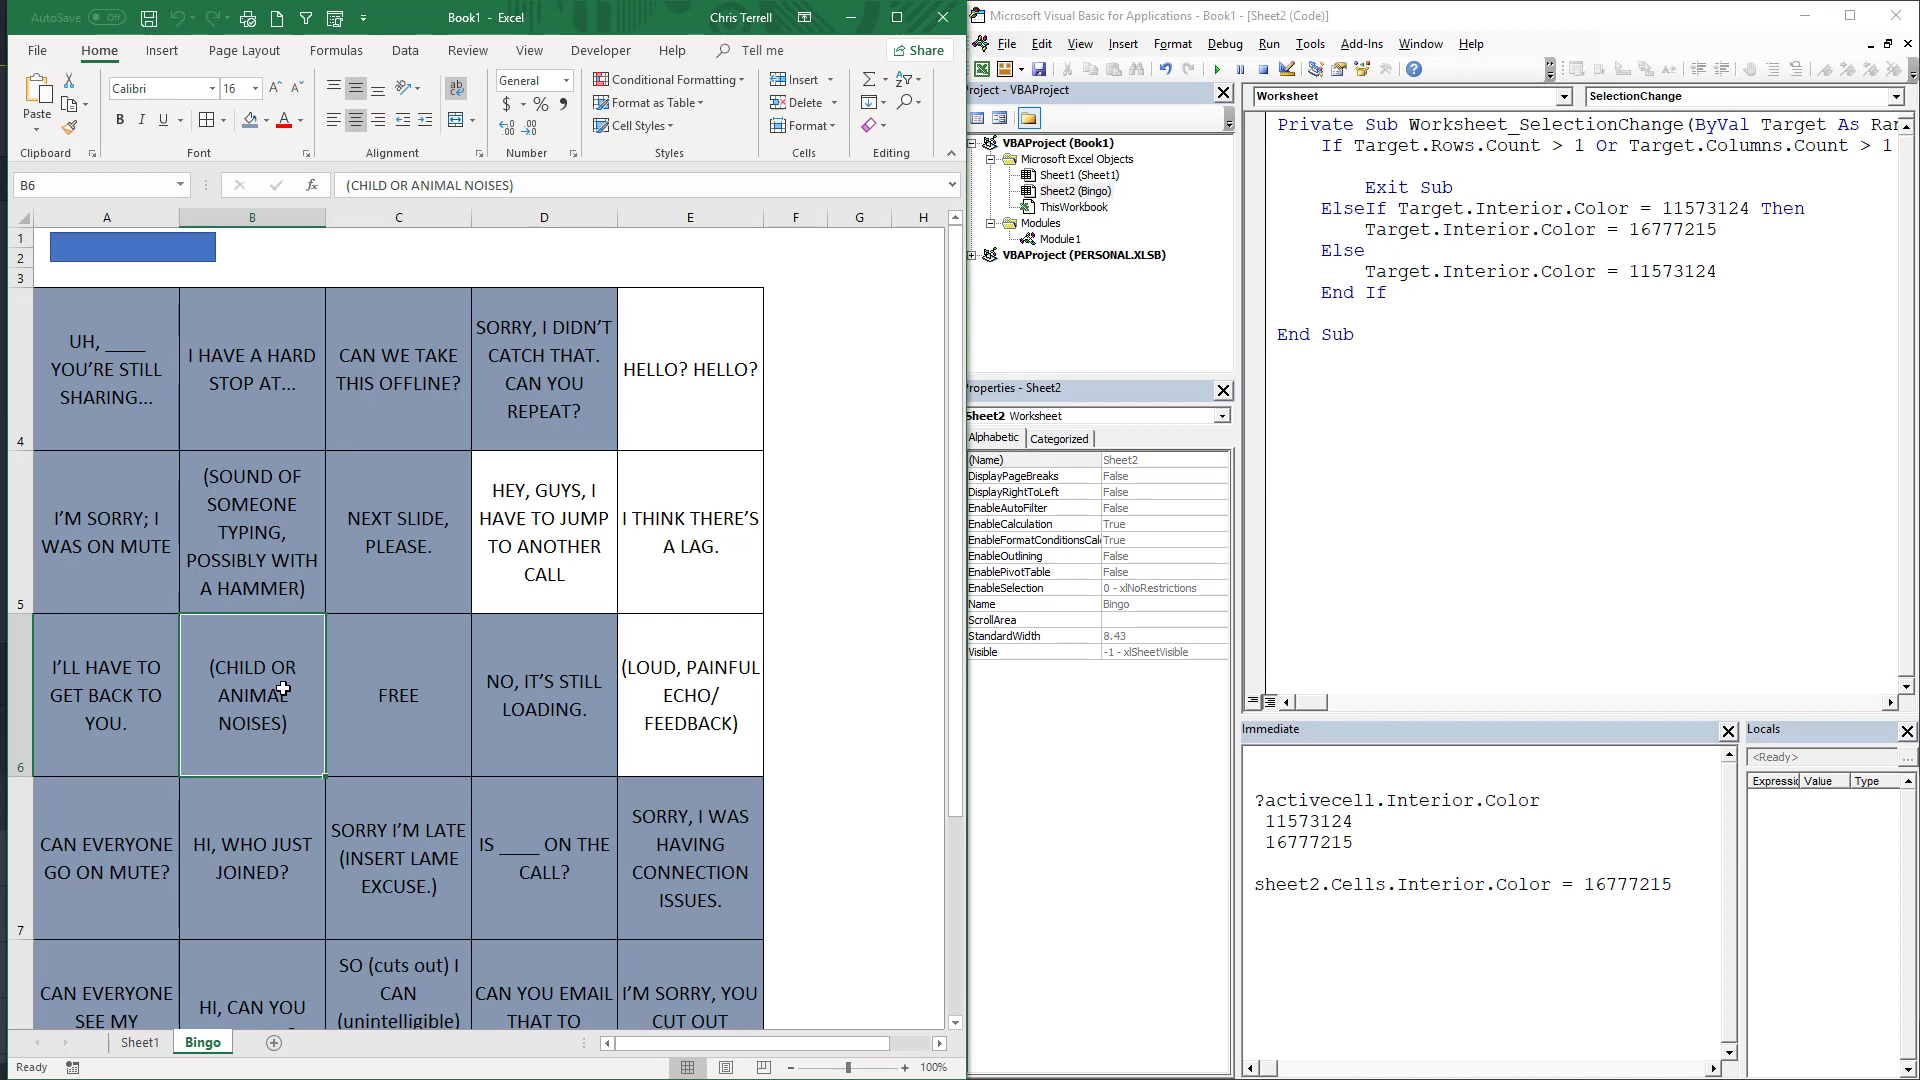 AutoSave Off
Book1 - Excel
Chris Terrell
File Home Insert Page Layout Formulas Data Review View Developer Help Tell me Share
Paste
Calibri 16
General
Conditional Formatting
Format as Table
Cell Styles
Insert
Delete
Format
Clipboard Font Alignment Number Styles Cells Editing
B6 (CHILD OR ANIMAL NOISES)
A B C D E F G H
1
2
3
4
5
6
7
UH, ____
YOU’RE STILL
SHARING…
I HAVE A HARD
STOP AT…
CAN WE TAKE
THIS OFFLINE?
SORRY, I DIDN’T
CATCH THAT.
CAN YOU
REPEAT?
HELLO? HELLO?
I’M SORRY; I
WAS ON MUTE
(SOUND OF
SOMEONE
TYPING,
POSSIBLY WITH
A HAMMER)
NEXT SLIDE,
PLEASE.
HEY, GUYS, I
HAVE TO JUMP
TO ANOTHER
CALL
I THINK THERE’S
A LAG.
I’LL HAVE TO
GET BACK TO
YOU.
(CHILD OR
ANIMAL
NOISES)
FREE
NO, IT’S STILL
LOADING.
(LOUD, PAINFUL
ECHO/
FEEDBACK)
CAN EVERYONE
GO ON MUTE?
HI, WHO JUST
JOINED?
SORRY I’M LATE
(INSERT LAME
EXCUSE.)
IS ____ ON THE
CALL?
SORRY, I WAS
HAVING
CONNECTION
ISSUES.
CAN EVERYONE
SEE MY
HI, CAN YOU
SO (cuts out) I
CAN
(unintelligible)
CAN YOU EMAIL
THAT TO
I’M SORRY, YOU
CUT OUT
Sheet1 Bingo
Ready
100%
Microsoft Visual Basic for Applications - Book1 - [Sheet2 (Code)]
File Edit View Insert Format Debug Run Tools Add-Ins Window Help
Project - VBAProject
VBAProject (Book1)
Microsoft Excel Objects
Sheet1 (Sheet1)
Sheet2 (Bingo)
ThisWorkbook
Modules
Module1
VBAProject (PERSONAL.XLSB)
Properties - Sheet2
Sheet2 Worksheet
Alphabetic Categorized
(Name) Sheet2
DisplayPageBreaks False
DisplayRightToLeft False
EnableAutoFilter False
EnableCalculation True
EnableFormatConditionsCalc True
EnableOutlining False
EnablePivotTable False
EnableSelection 0 - xlNoRestrictions
Name Bingo
ScrollArea
StandardWidth 8.43
Visible -1 - xlSheetVisible
Worksheet SelectionChange
Private Sub Worksheet_SelectionChange(ByVal Target As Ran
If Target.Rows.Count > 1 Or Target.Columns.Count > 1
Exit Sub
ElseIf Target.Interior.Color = 11573124 Then
Target.Interior.Color = 16777215
Else
Target.Interior.Color = 11573124
End If
End Sub
Immediate
?activecell.Interior.Color
11573124
16777215
sheet2.Cells.Interior.Color = 16777215
Locals
<Ready>
Expressic Value Type